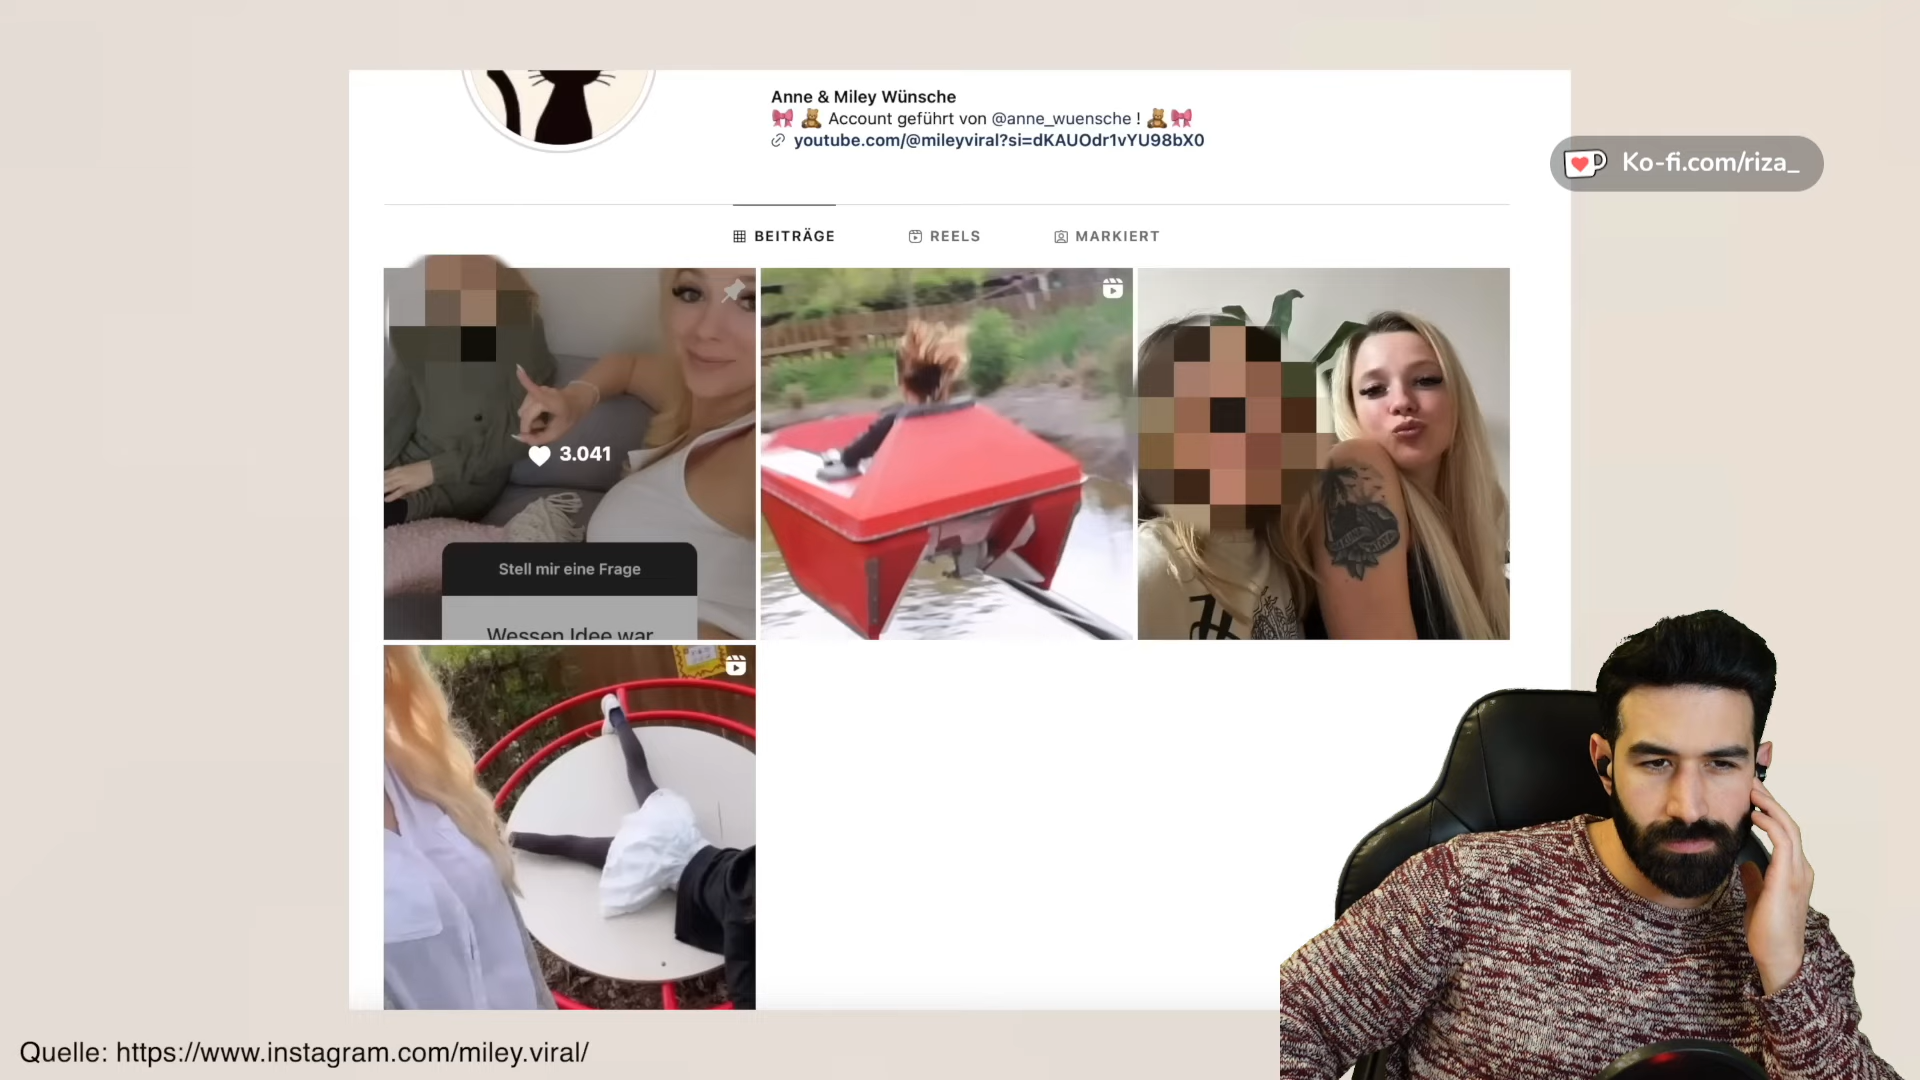 Anne & Miley Wünsche
🎀 🧸 Account geführt von @anne_wuensche ! 🧸🎀
youtube.com/@mileyviral?si=dKAUOdr1vYU98bX0
Ko-fi.com/riza_
BEITRÄGE
REELS
MARKIERT
3.041
Stell mir eine Frage
Wessen Idee war
Quelle: https://www.instagram.com/miley.viral/